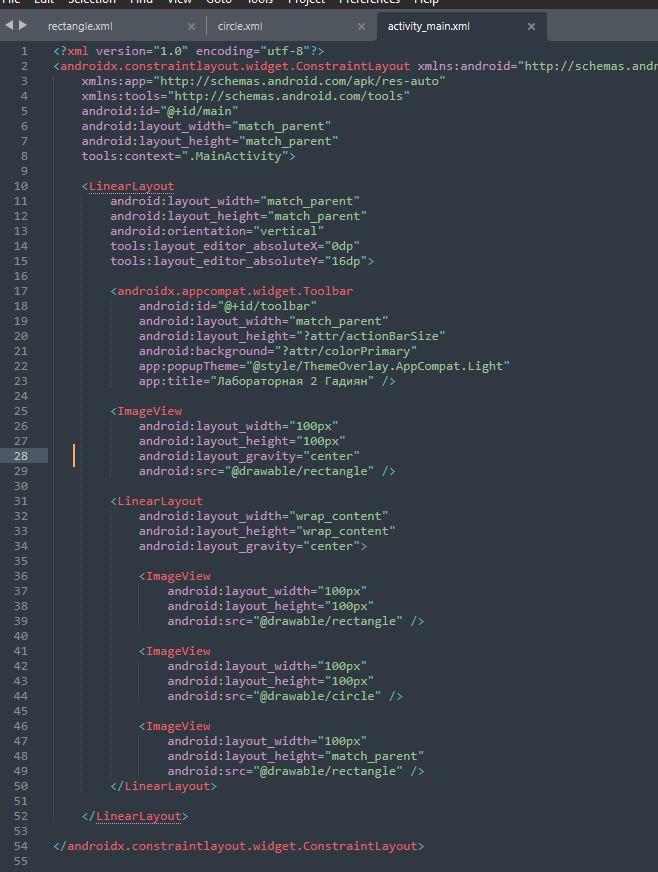 File Edit Selection Find View Goto Tools Project Preferences Help
rectangle.xml × circle.xml × activity_main.xml ×
1 <?xml version="1.0" encoding="utf-8"?>
2 <androidx.constraintlayout.widget.ConstraintLayout xmlns:android="http://schemas.andr
3 xmlns:app="http://schemas.android.com/apk/res-auto"
4 xmlns:tools="http://schemas.android.com/tools"
5 android:id="@+id/main"
6 android:layout_width="match_parent"
7 android:layout_height="match_parent"
8 tools:context=".MainActivity">
9
10 <LinearLayout
11 android:layout_width="match_parent"
12 android:layout_height="match_parent"
13 android:orientation="vertical"
14 tools:layout_editor_absoluteX="0dp"
15 tools:layout_editor_absoluteY="16dp">
16
17 <androidx.appcompat.widget.Toolbar
18 android:id="@+id/toolbar"
19 android:layout_width="match_parent"
20 android:layout_height="?attr/actionBarSize"
21 android:background="?attr/colorPrimary"
22 app:popupTheme="@style/ThemeOverlay.AppCompat.Light"
23 app:title="Лабораторная 2 Гадиян" />
24
25 <ImageView
26 android:layout_width="100px"
27 android:layout_height="100px"
28 android:layout_gravity="center"
29 android:src="@drawable/rectangle" />
30
31 <LinearLayout
32 android:layout_width="wrap_content"
33 android:layout_height="wrap_content"
34 android:layout_gravity="center">
35
36 <ImageView
37 android:layout_width="100px"
38 android:layout_height="100px"
39 android:src="@drawable/rectangle" />
40
41 <ImageView
42 android:layout_width="100px"
43 android:layout_height="100px"
44 android:src="@drawable/circle" />
45
46 <ImageView
47 android:layout_width="100px"
48 android:layout_height="match_parent"
49 android:src="@drawable/rectangle" />
50 </LinearLayout>
51
52 </LinearLayout>
53
54 </androidx.constraintlayout.widget.ConstraintLayout>
55